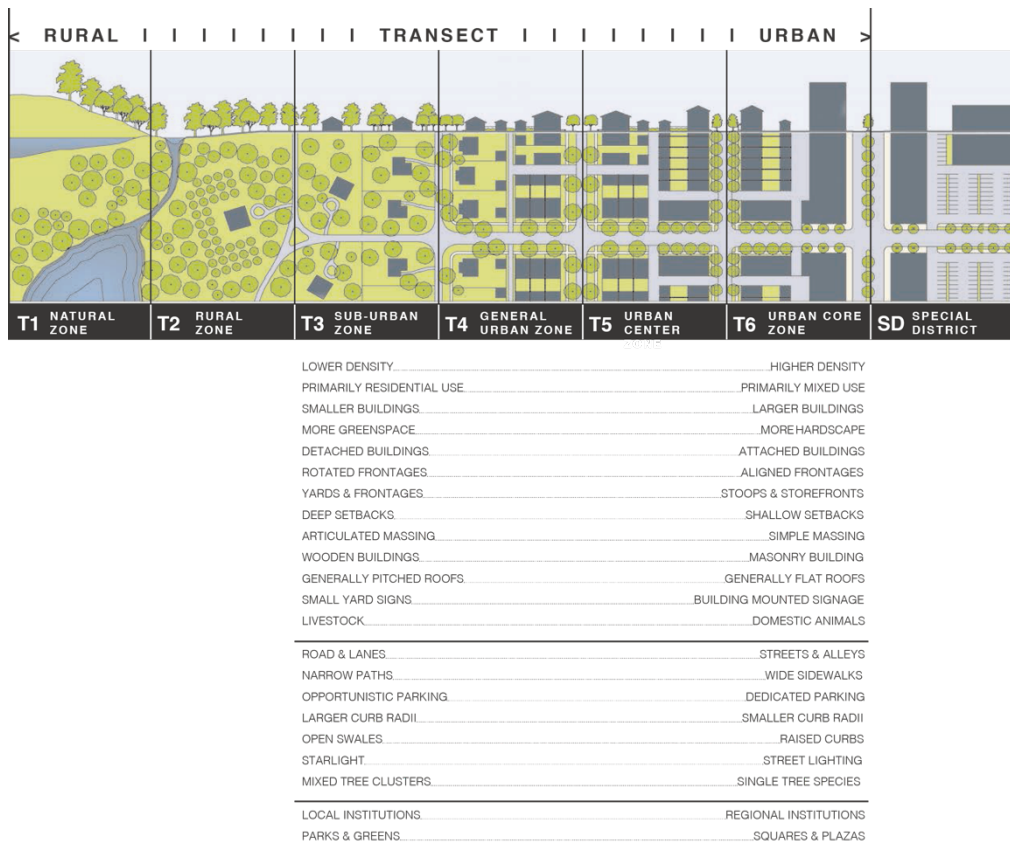 < RURAL I I I I I I I I TRANSECT I I I I I I I I URBAN >
T1 NATURAL ZONE
T2 RURAL ZONE
T3 SUB-URBAN ZONE
T4 GENERAL URBAN ZONE
T5 URBAN CENTER
T6 URBAN CORE ZONE
SD SPECIAL DISTRICT
LOWER DENSITY HIGHER DENSITY
PRIMARILY RESIDENTIAL USE PRIMARILY MIXED USE
SMALLER BUILDINGS LARGER BUILDINGS
MORE GREENSPACE MORE HARDSCAPE
DETACHED BUILDINGS ATTACHED BUILDINGS
ROTATED FRONTAGES ALIGNED FRONTAGES
YARDS & FRONTAGES STOOPS & STOREFRONTS
DEEP SETBACKS SHALLOW SETBACKS
ARTICULATED MASSING SIMPLE MASSING
WOODEN BUILDINGS MASONRY BUILDING
GENERALLY PITCHED ROOFS GENERALLY FLAT ROOFS
SMALL YARD SIGNS BUILDING MOUNTED SIGNAGE
LIVESTOCK DOMESTIC ANIMALS
ROAD & LANES STREETS & ALLEYS
NARROW PATHS WIDE SIDEWALKS
OPPORTUNISTIC PARKING DEDICATED PARKING
LARGER CURB RADII SMALLER CURB RADII
OPEN SWALES RAISED CURBS
STARLIGHT STREET LIGHTING
MIXED TREE CLUSTERS SINGLE TREE SPECIES
LOCAL INSTITUTIONS REGIONAL INSTITUTIONS
PARKS & GREENS SQUARES & PLAZAS